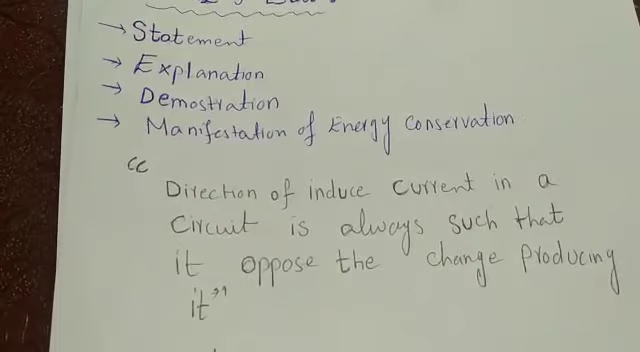 → Statement
→ Explanation
→ Demostration
→ Manifestation of Energy Conservation
“
Direction of induce current in a
Circuit is always such that
it oppose the change producing
it”